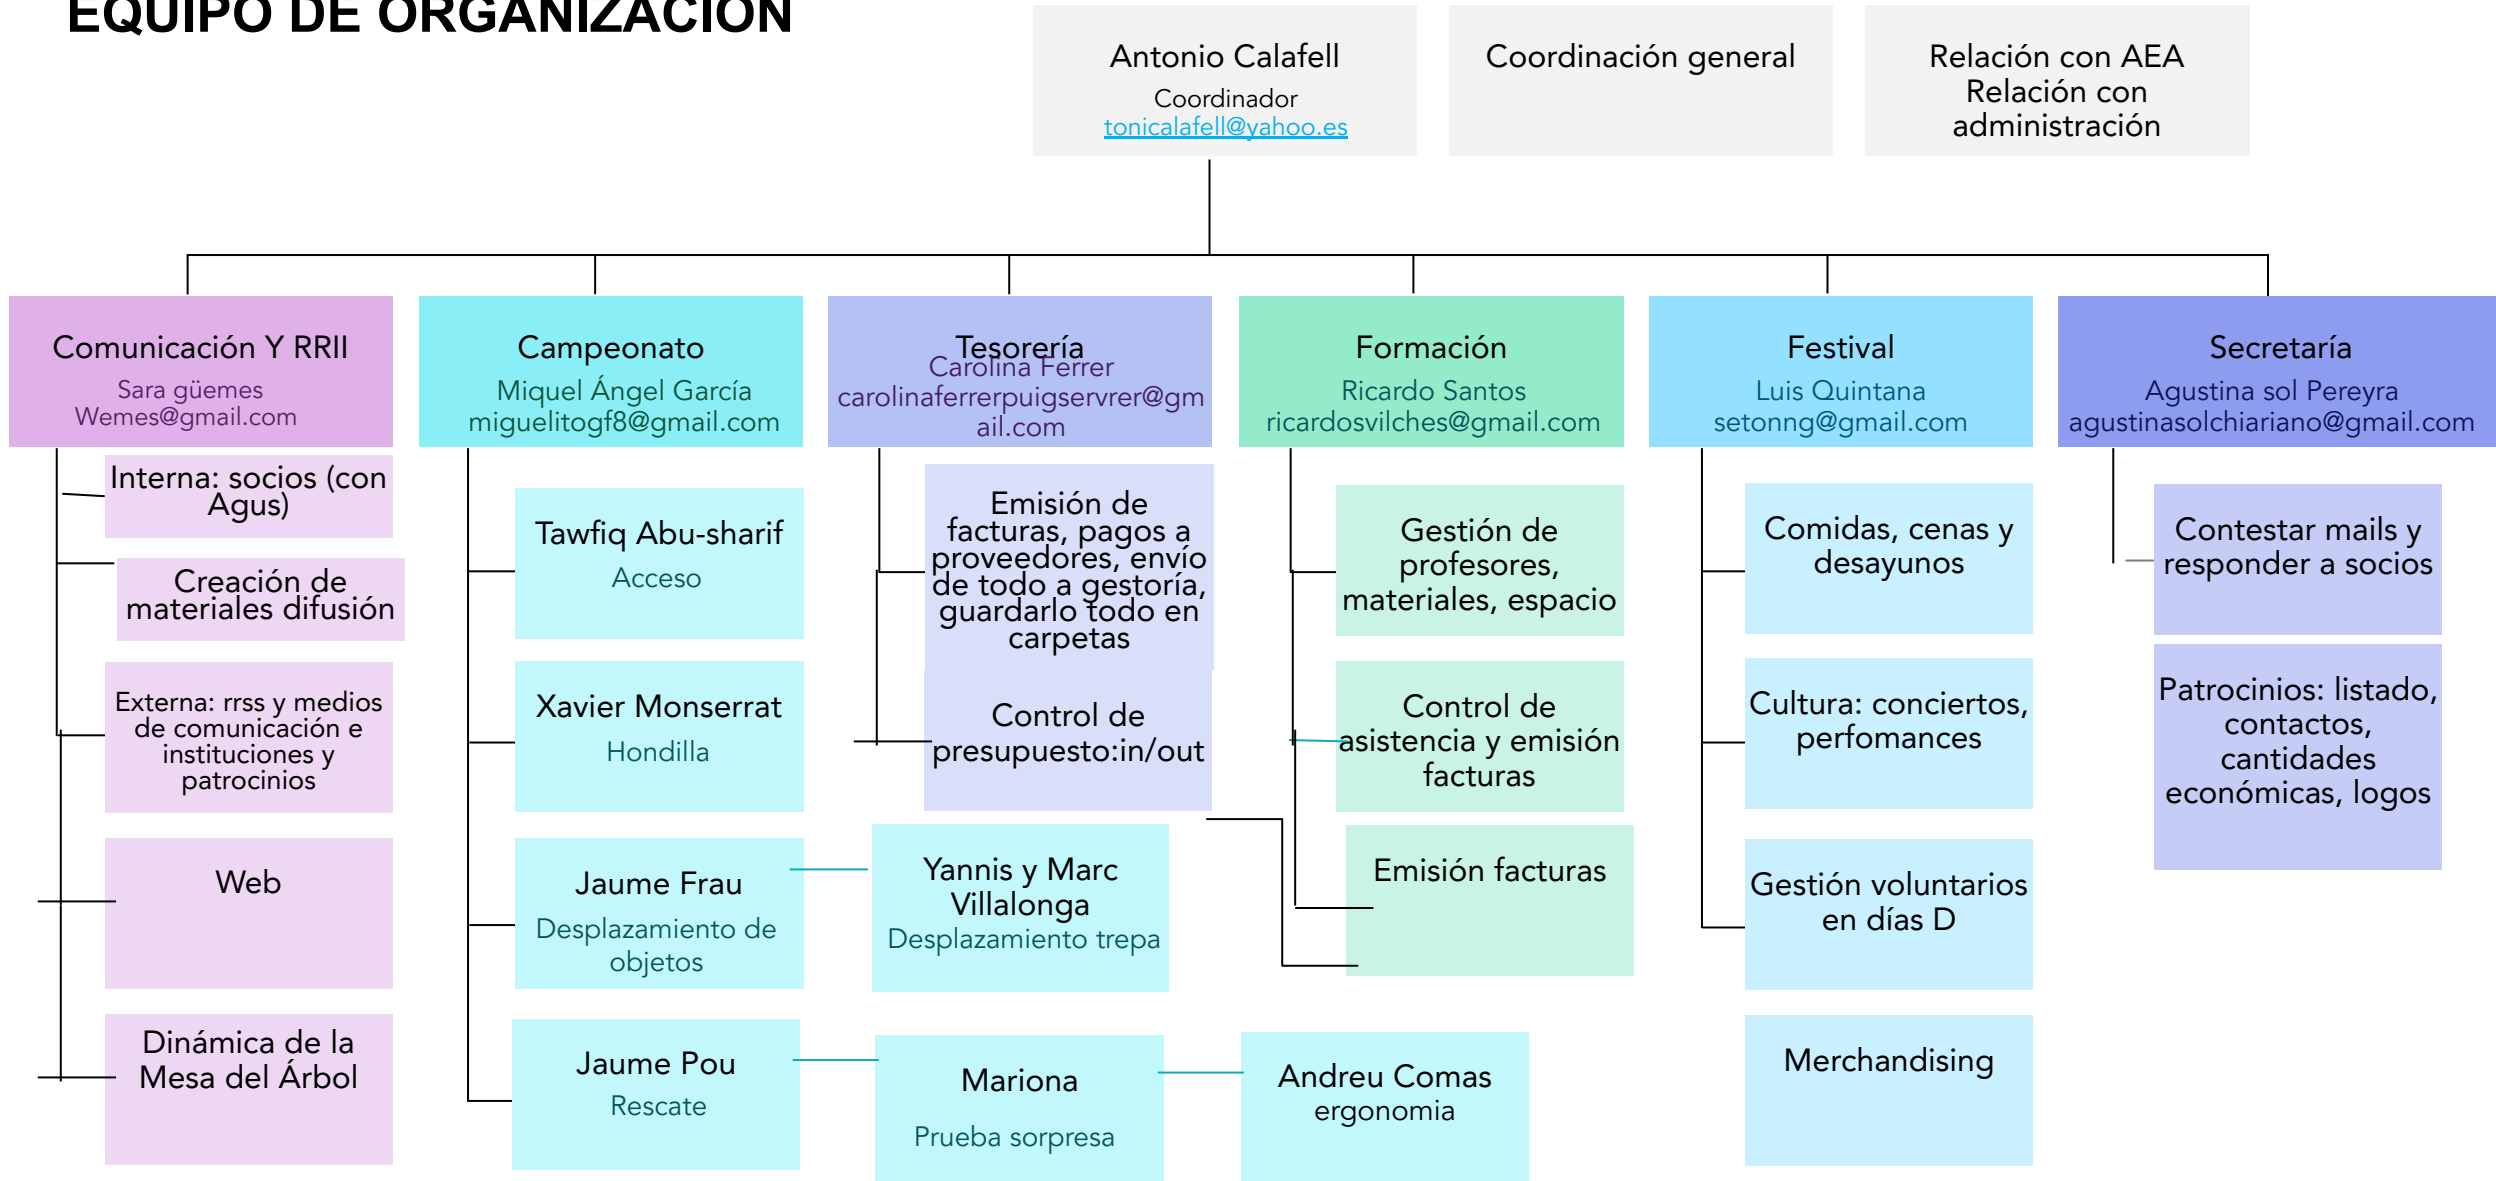 EQUIPO DE ORGANIZACIÓN
Antonio Calafell
Coordinador
tonicalafell@yahoo.es
Coordinación general
Relación con AEA
Relación con
administración
Comunicación Y RRII
Sara güemes
Wemes@gmail.com
Campeonato
Miquel Ángel García
miguelitogf8@gmail.com
Tesorería
Carolina Ferrer
carolinaferrerpuigservrer@gm
ail.com
Formación
Ricardo Santos
ricardosvilches@gmail.com
Festival
Luis Quintana
setonng@gmail.com
Secretaría
Agustina sol Pereyra
agustinasolchiariano@gmail.com
Interna: socios (con
Agus)
Creación de
materiales difusión
Externa: rrss y medios
de comunicación e
instituciones y
patrocinios
Web
Dinámica de la
Mesa del Árbol
Tawfiq Abu-sharif
Acceso
Xavier Monserrat
Hondilla
Jaume Frau
Desplazamiento de
objetos
Yannis y Marc
Villalonga
Desplazamiento trepa
Jaume Pou
Rescate
Mariona
Prueba sorpresa
Andreu Comas
ergonomia
Emisión de
facturas, pagos a
proveedores, envío
de todo a gestoría,
guardarlo todo en
carpetas
Control de
presupuesto:in/out
Gestión de
profesores,
materiales, espacio
Control de
asistencia y emisión
facturas
Emisión facturas
Comidas, cenas y
desayunos
Cultura: conciertos,
perfomances
Gestión voluntarios
en días D
Merchandising
Contestar mails y
responder a socios
Patrocinios: listado,
contactos,
cantidades
económicas, logos